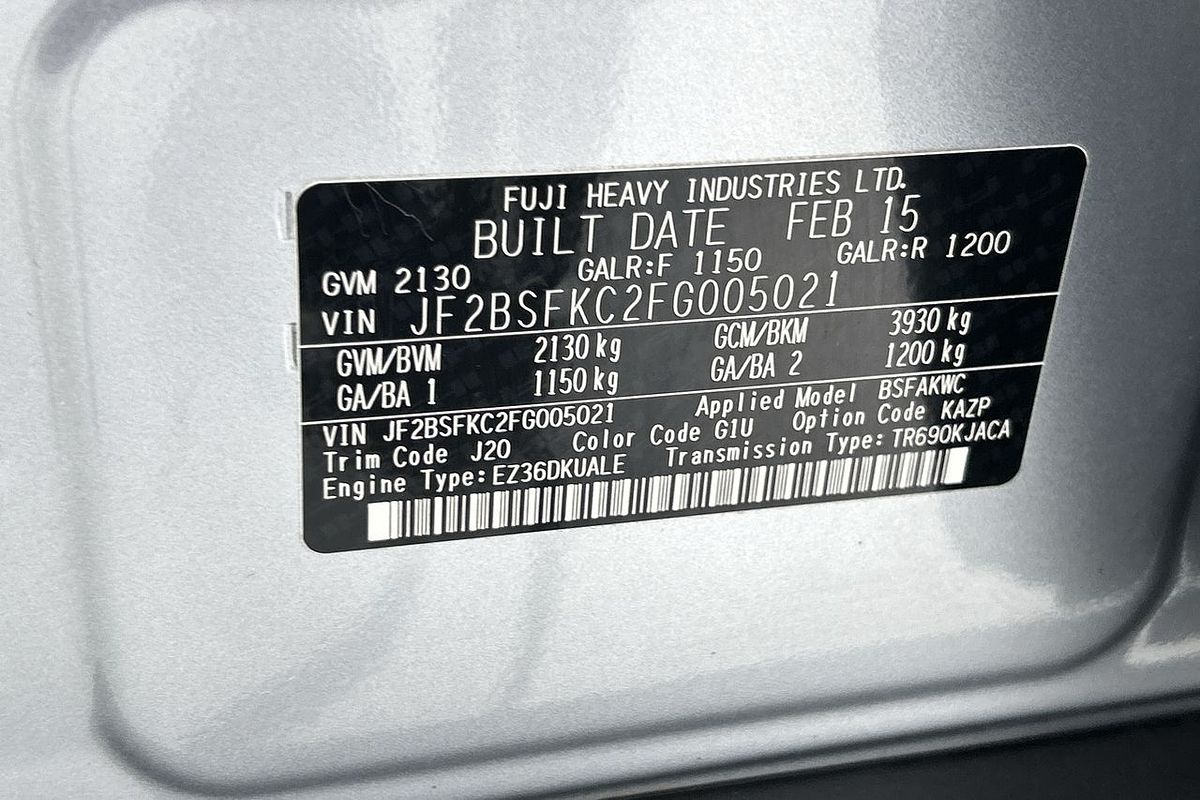 FUJI HEAVY INDUSTRIES LTD.
BUILT DATE FEB 15
GVM 2130 GALR:F 1150 GALR:R 1200
VIN JF2BSFKC2FG005021
GVM/BVM 2130 kg GCM/BKM 3930 kg
GA/BA 1 1150 kg GA/BA 2 1200 kg
VIN JF2BSFKC2FG005021 Applied Model BSFAKWC
Trim Code J20 Color Code G1U Option Code KAZP
Engine Type:EZ36DKUALE Transmission Type:TR690KJACA